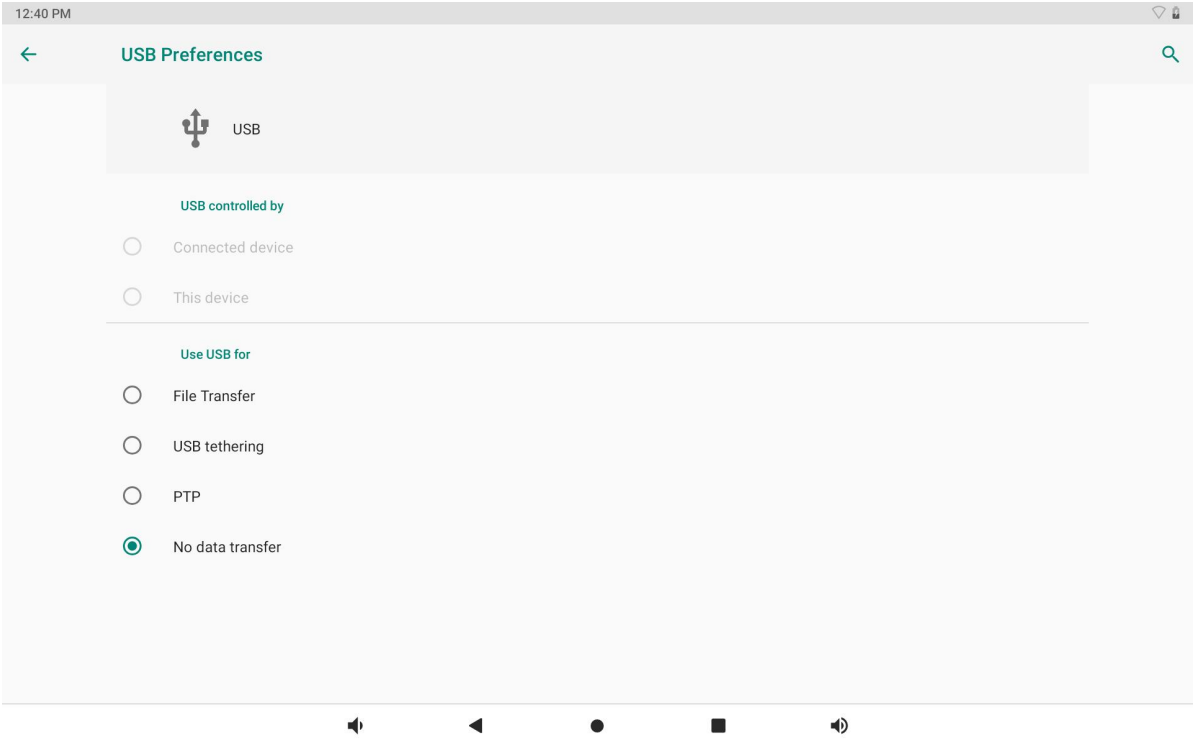 12:40 PM
USB Preferences
USB
USB controlled by
Connected device
This device
Use USB for
File Transfer
USB tethering
PTP
No data transfer